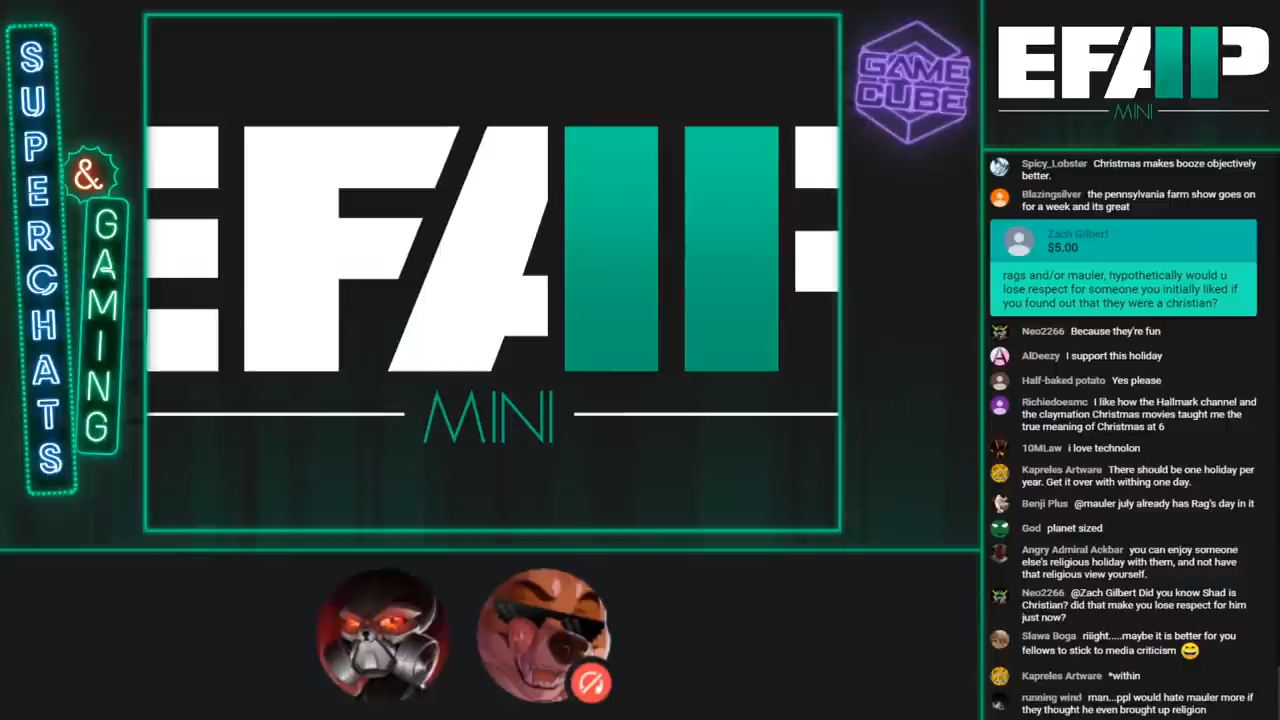 SUPERCHATS
&
GAMING
EFAP
MINI
GAME
CUBE
EFAP
MINI
Spicy_Lobster Christmas makes booze objectively
better.
Blazingsilver the pennsylvania farm show goes on
for a week and its great
Zach Gilbert
$5.00
rags and/or mauler, hypothetically would u
lose respect for someone you initially liked if
you found out that they were a christian?
Neo2266 Because they're fun
AlDeezy I support this holiday
Half-baked potato Yes please
Richiedoesmc I like how the Hallmark channel and
the claymation Christmas movies taught me the
true meaning of Christmas at 6
10MLaw i love technolon
Kapreles Artware There should be one holiday per
year. Get it over with withing one day.
Benji Plus @mauler july already has Rag's day in it
God planet sized
Angry Admiral Ackbar you can enjoy someone
else's religious holiday with them, and not have
that religious view yourself.
Neo2266 @Zach Gilbert Did you know Shad is
Christian? did that make you lose respect for him
just now?
Slawa Boga riiight.....maybe it is better for you
fellows to stick to media criticism 😄
Kapreles Artware *within
running wind man...ppl would hate mauler more if
they thought he even brought up religion